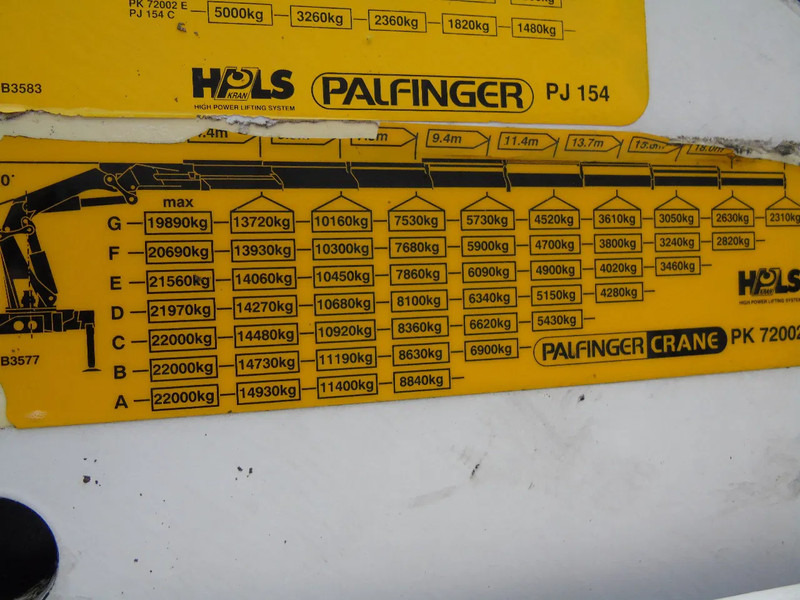 PK 72002 E
PJ 154 C
5000kg 3260kg 2360kg 1820kg 1480kg
B3583
HPLS
KRAN
HIGH POWER LIFTING SYSTEM
PALFINGER
PJ 154
9.4m 11.4m 13.7m
0°
max
G 19890kg 13720kg 10160kg 7530kg 5730kg 4520kg 3610kg 3050kg 2630kg 2310kg
F 20690kg 13930kg 10300kg 7680kg 5900kg 4700kg 3800kg 3240kg 2820kg
E 21560kg 14060kg 10450kg 7860kg 6090kg 4900kg 4020kg 3460kg
D 21970kg 14270kg 10680kg 8100kg 6340kg 5150kg 4280kg
C 22000kg 14480kg 10920kg 8360kg 6620kg 5430kg
B 22000kg 14730kg 11190kg 8630kg 6900kg
A 22000kg 14930kg 11400kg 8840kg
HPLS
HIGH POWER LIFTING SYSTEM
B3577
PALFINGER CRANE PK 72002